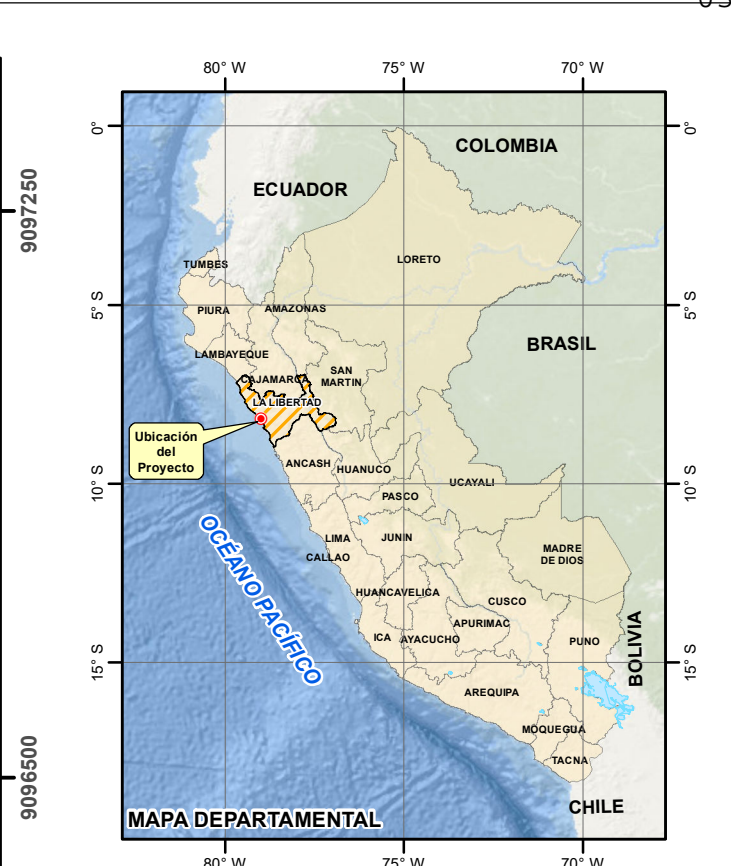 80° W
75° W
70° W
0°
0°
COLOMBIA
ECUADOR
9097250
LORETO
TUMBES
5° S
5° S
PIURA
AMAZONAS
BRASIL
LAMBAYEQUE
SAN
MARTIN
CAJAMARCA
LA LIBERTAD
Ubicación
del
Proyecto
ANCASH
HUANUCO
10° S
10° S
UCAYALI
PASCO
OCÉANO PACÍFICO
LIMA
JUNIN
CALLAO
MADRE
DE DIOS
HUANCAVELICA
CUSCO
APURIMAC
ICA
AYACUCHO
PUNO
BOLIVIA
15° S
15° S
AREQUIPA
MOQUEGUA
TACNA
9096500
CHILE
MAPA DEPARTAMENTAL
80° W
75° W
70° W